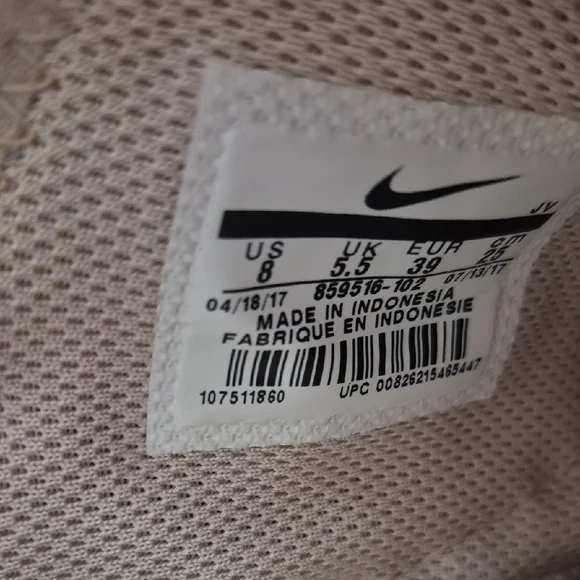 JV
US UK EUR cm
8 5.5 39 25
04/18/17 859516-102 07/13/17
MADE IN INDONESIA
FABRIQUE EN INDONESIE
107511860 UPC 00826215465447